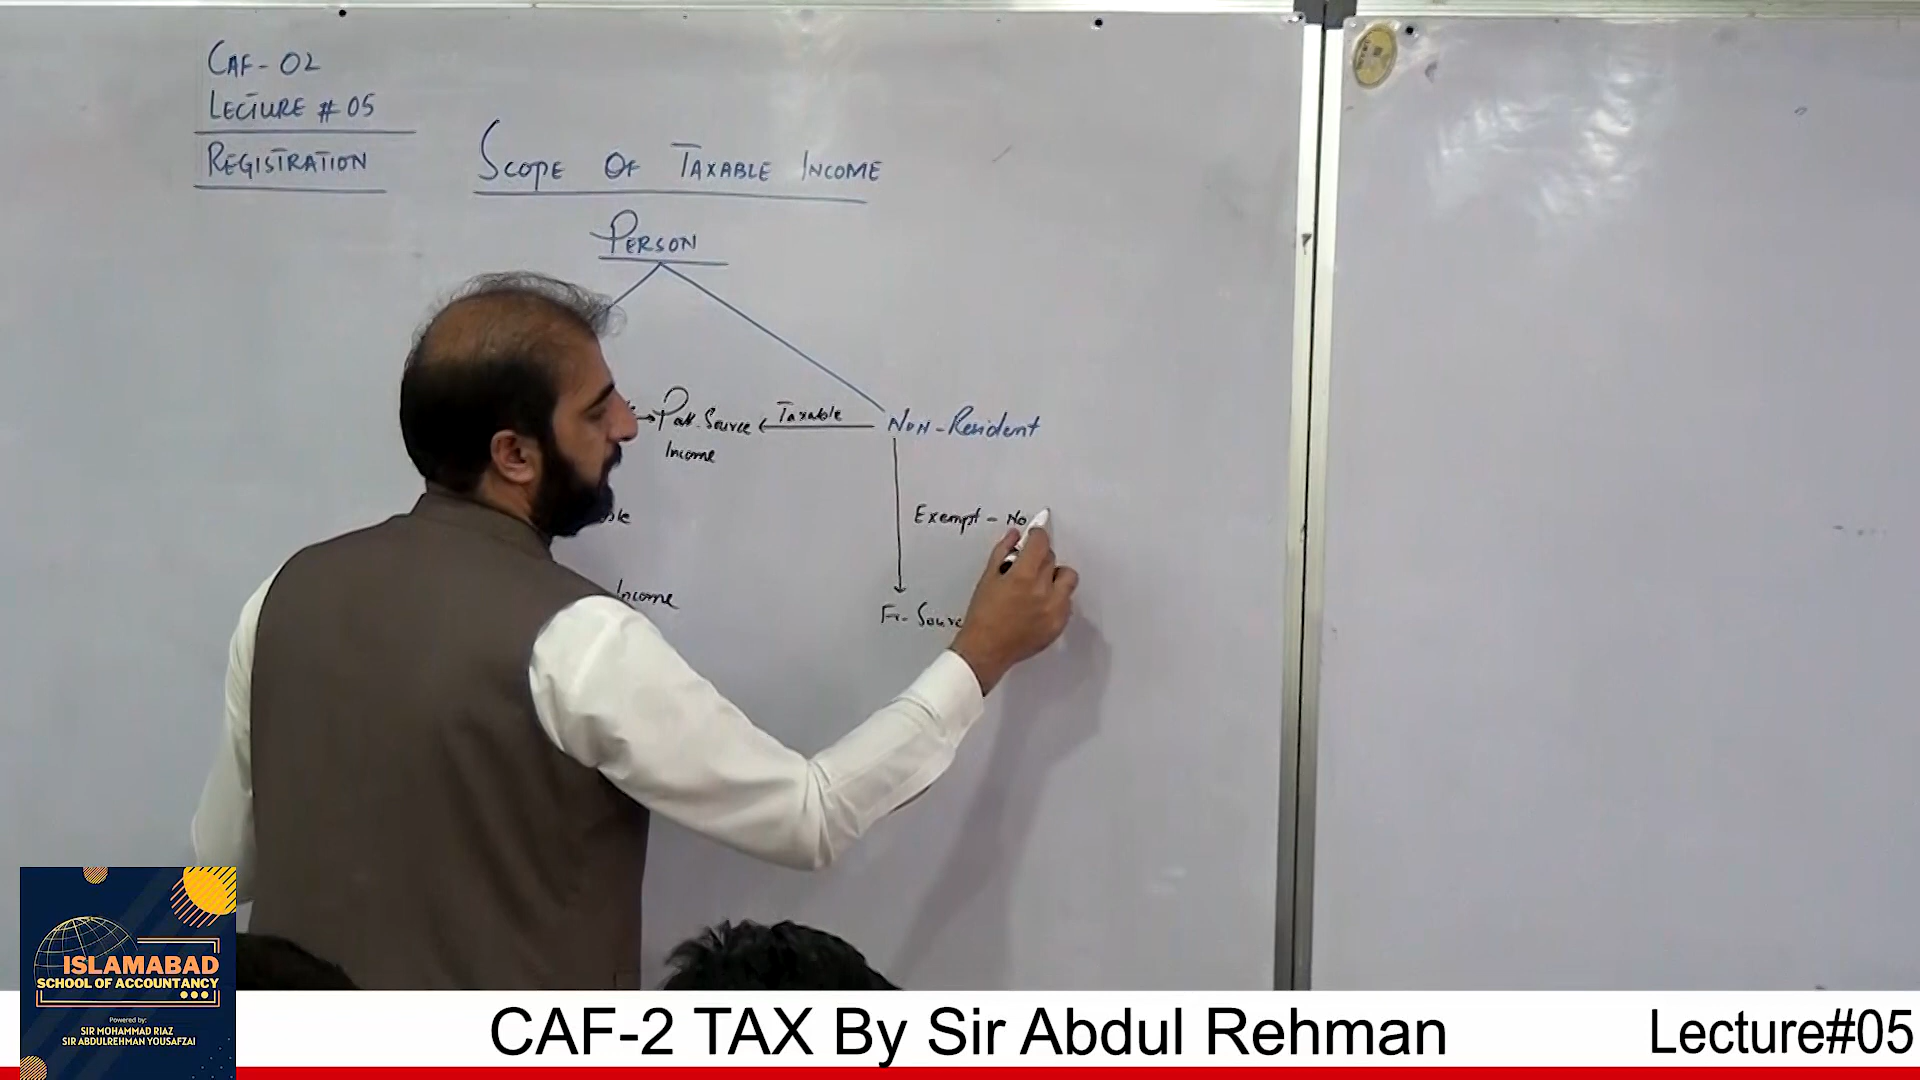 CAF - 02
LECTURE # 05
REGISTRATION
SCOPE OF TAXABLE INCOME
PERSON
Pak. Source
Income
Taxable
NON-Resident
Exempt - No
Income
Fr- Source
ISLAMABAD
SCHOOL OF ACCOUNTANCY
Powered by:
SIR MOHAMMAD RIAZ
SIR ABDULREHMAN YOUSAFZAI
CAF-2 TAX By Sir Abdul Rehman
Lecture#05